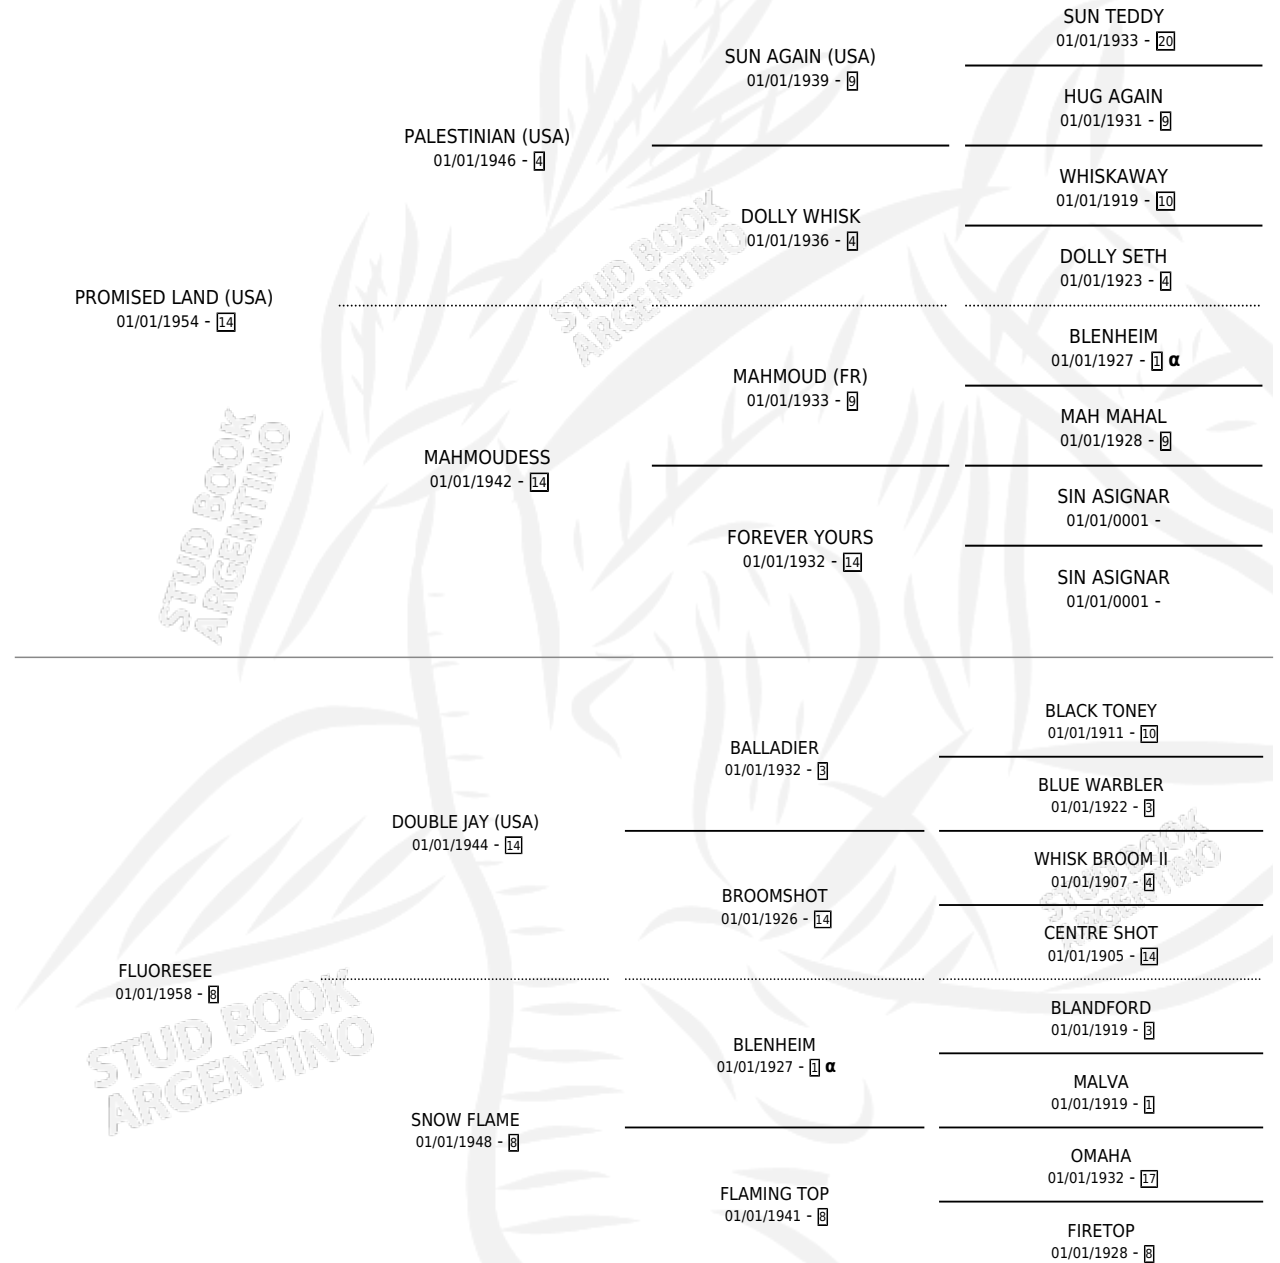 SUN TEDDY
01/01/1933 - 20
SUN AGAIN (USA)
01/01/1939 - 9
HUG AGAIN
01/01/1931 - 9
PALESTINIAN (USA)
01/01/1946 - 4
WHISKAWAY
01/01/1919 - 10
DOLLY WHISK
01/01/1936 - 4
DOLLY SETH
01/01/1923 - 4
PROMISED LAND (USA)
01/01/1954 - 14
BLENHEIM
01/01/1927 - 1 α
MAHMOUD (FR)
01/01/1933 - 9
MAH MAHAL
01/01/1928 - 9
MAHMOUDESS
01/01/1942 - 14
SIN ASIGNAR
01/01/0001 -
FOREVER YOURS
01/01/1932 - 14
SIN ASIGNAR
01/01/0001 -
BLACK TONEY
01/01/1911 - 10
BALLADIER
01/01/1932 - 3
BLUE WARBLER
01/01/1922 - 3
DOUBLE JAY (USA)
01/01/1944 - 14
WHISK BROOM II
01/01/1907 - 4
BROOMSHOT
01/01/1926 - 14
CENTRE SHOT
01/01/1905 - 14
FLUORESEE
01/01/1958 - 8
BLANDFORD
01/01/1919 - 3
BLENHEIM
01/01/1927 - 1 α
MALVA
01/01/1919 - 1
SNOW FLAME
01/01/1948 - 8
OMAHA
01/01/1932 - 17
FLAMING TOP
01/01/1941 - 8
FIRETOP
01/01/1928 - 8
STUD BOOK
ARGENTINO
STUD BOOK
ARGENTINO
STUD BOOK
ARGENTINO
STUD BOOK
ARGENTINO